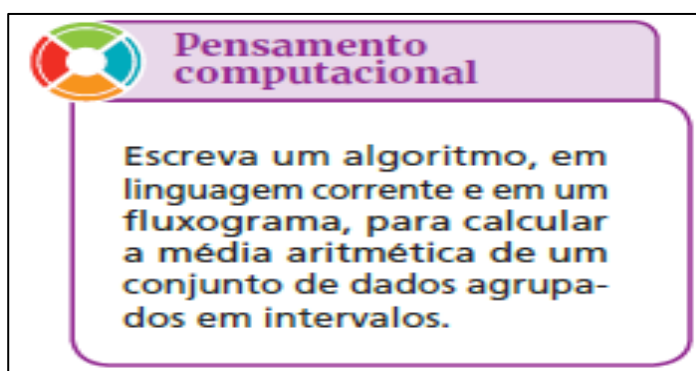 Pensamento
computacional
Escreva um algoritmo, em
linguagem corrente e em um
fluxograma, para calcular
a média aritmética de um
conjunto de dados agrupa-
dos em intervalos.